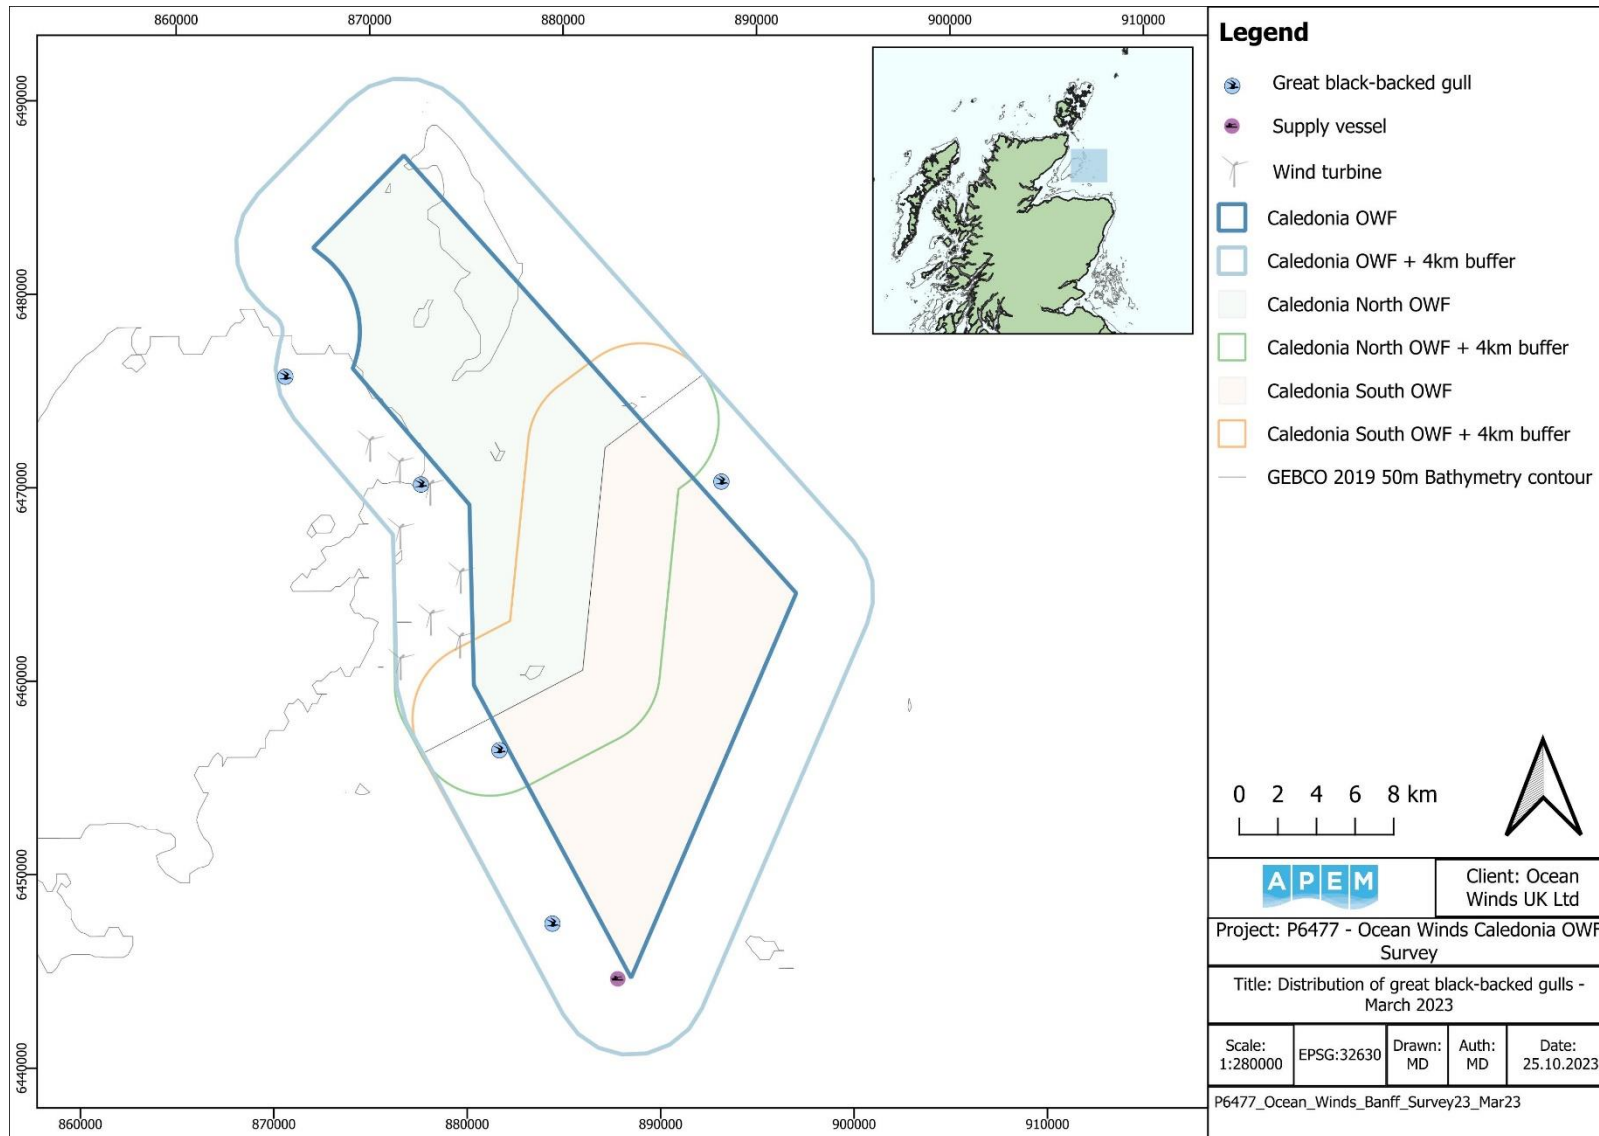 860000 870000 880000 890000 900000 910000
6490000
6480000
6470000
6460000
6450000
6440000
860000 870000 880000 890000 900000 910000
Legend
Great black-backed gull
Supply vessel
Wind turbine
Caledonia OWF
Caledonia OWF + 4km buffer
Caledonia North OWF
Caledonia North OWF + 4km buffer
Caledonia South OWF
Caledonia South OWF + 4km buffer
GEBCO 2019 50m Bathymetry contour
0 2 4 6 8 km
APEM
Client: Ocean
Winds UK Ltd
Project: P6477 - Ocean Winds Caledonia OWF
Survey
Title: Distribution of great black-backed gulls -
March 2023
Scale:
1:280000
EPSG:32630
Drawn:
MD
Auth:
MD
Date:
25.10.2023
P6477_Ocean_Winds_Banff_Survey23_Mar23